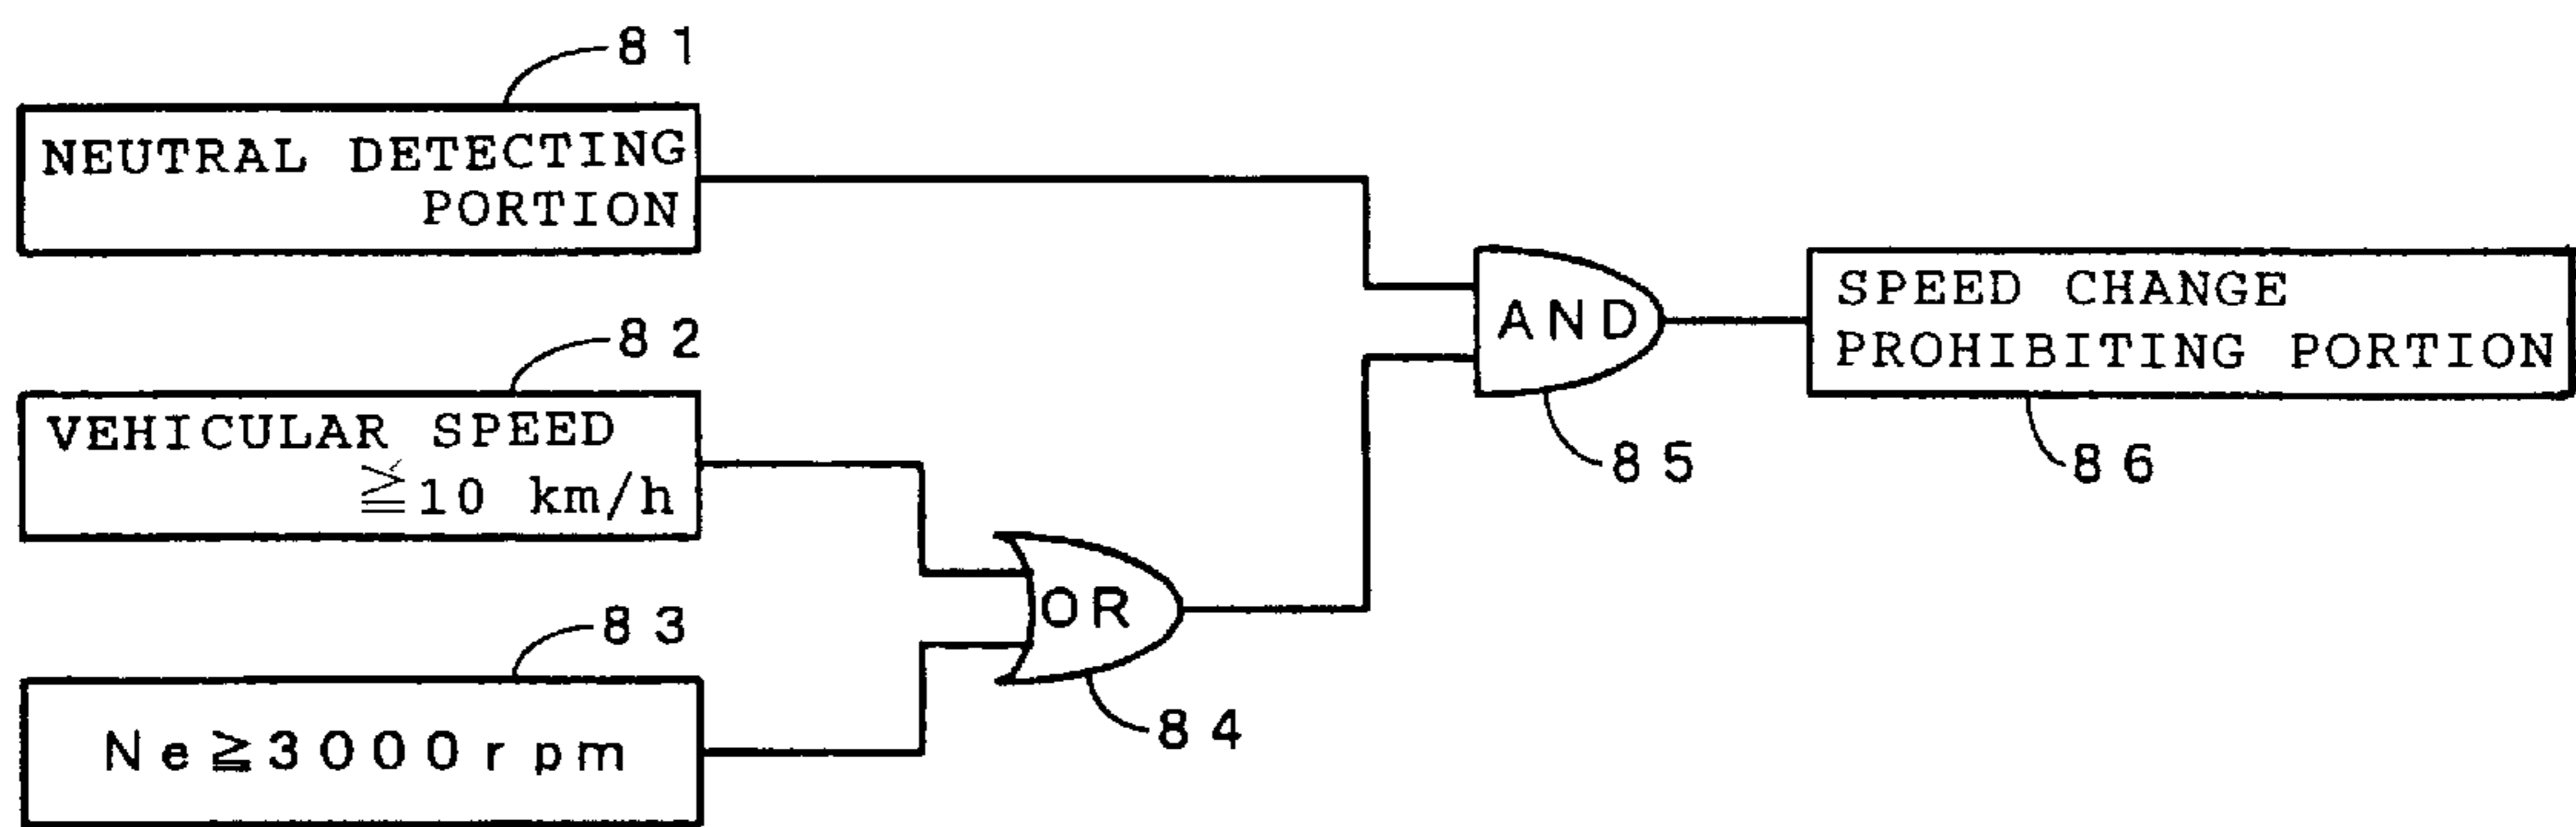 81
NEUTRAL DETECTING
PORTION
82
VEHICULAR SPEED
≧10 km/h
83
Ne≧3000rpm
OR
84
AND
85
SPEED CHANGE
PROHIBITING PORTION
86